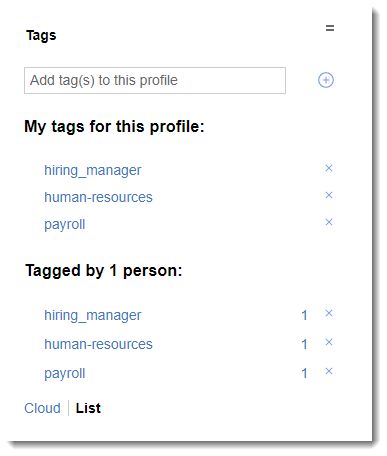 Tags
Add tag(s) to this profile
My tags for this profile:
hiring_manager
human-resources
payroll
Tagged by 1 person:
hiring_manager 1
human-resources 1
payroll 1
Cloud List